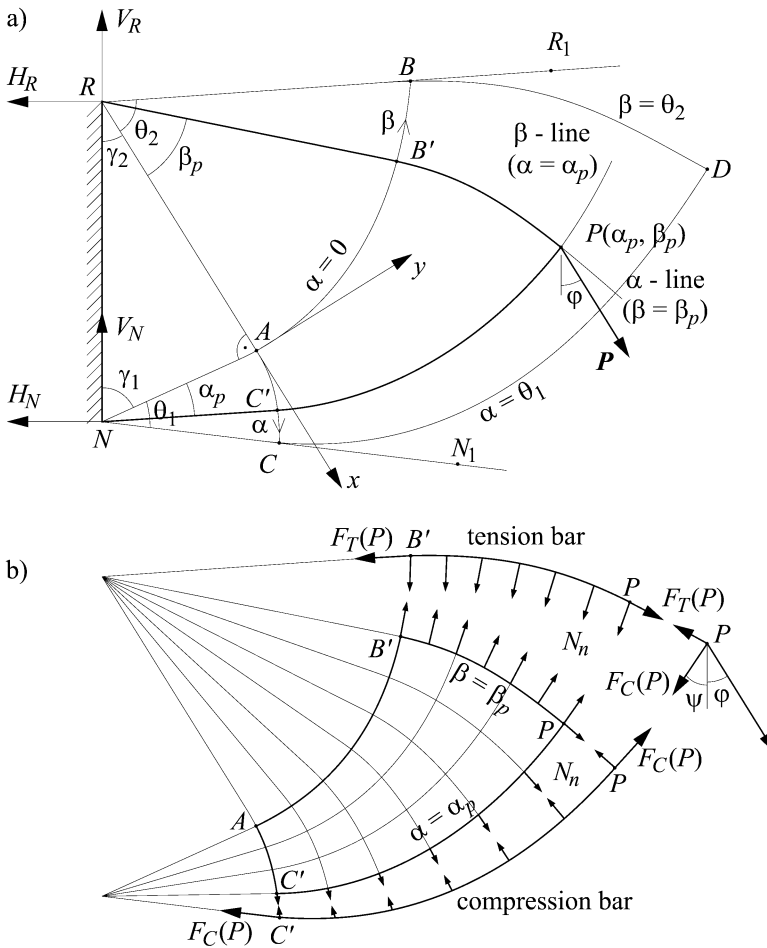 a)
V_R
R_1
H_R
R
B
θ_2
β = θ_2
γ_2
β_p
β
B'
β - line
(α = α_p)
D
α = 0
y
P(α_p, β_p)
α - line
(β = β_p)
φ
V_N
A
P
γ_1
α_p
C'
H_N
θ_1
α
α = θ_1
N
C
N_1
x
b)
F_T(P)
B'
tension bar
P
F_T(P)
N_n
P
B'
β = β_p
F_C(P)
ψ
φ
P
F_C(P)
N_n
P
A
α = α_p
C'
compression bar
F_C(P)
C'